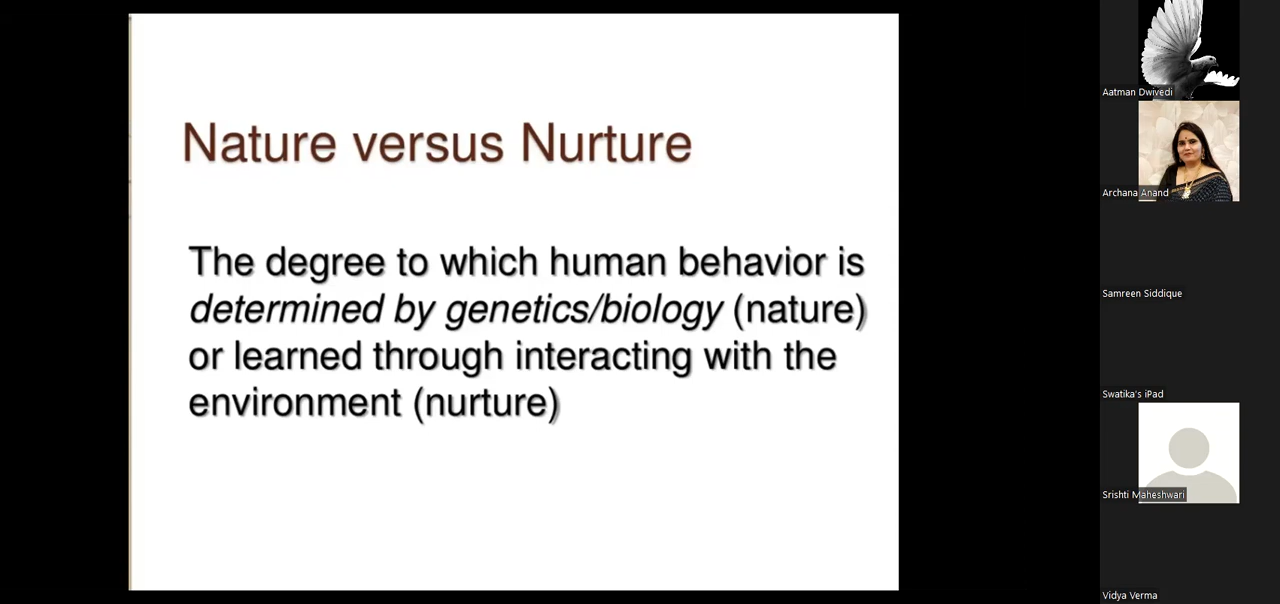 Nature versus Nurture
The degree to which human behavior is
determined by genetics/biology (nature)
or learned through interacting with the
environment (nurture)
Aatman Dwivedi
Archana Anand
Samreen Siddique
Swatika's iPad
Srishti Maheshwari
Vidya Verma